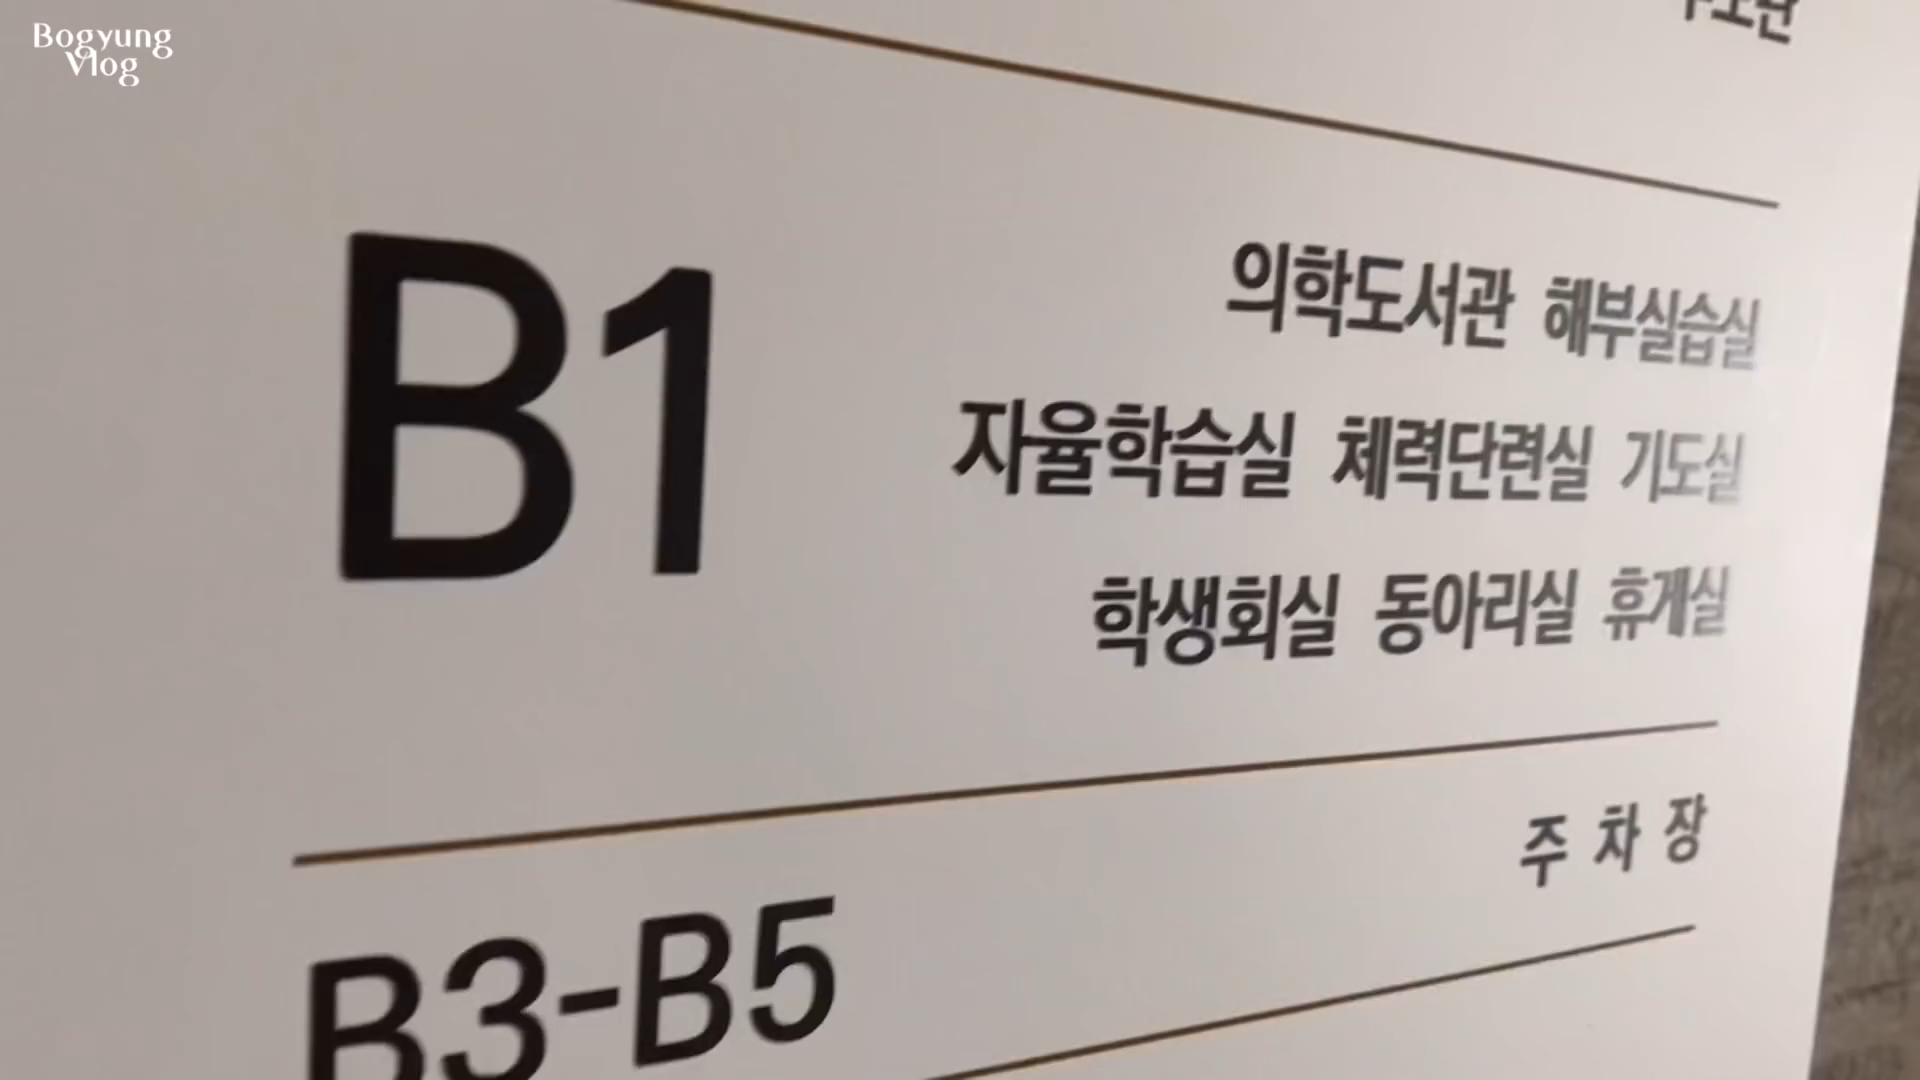 Bogyung
Vlog
B1
의학도서관 해부실습실
자율학습실 체력단련실 기도실
학생회실 동아리실 휴게실
주 차 장
B3-B5